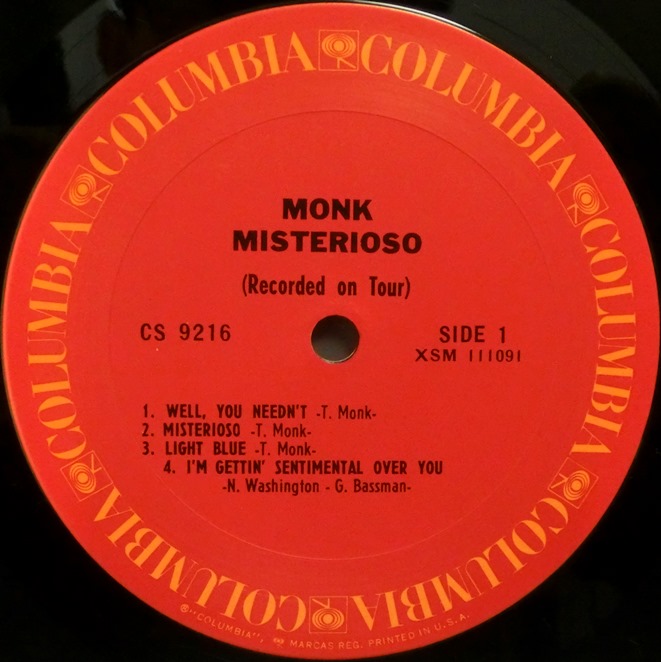 COLUMBIA COLUMBIA COLUMBIA COLUMBIA COLUMBIA COLUMBIA COLUMBIA COLUMBIA
MONK
MISTERIOSO
(Recorded on Tour)
CS 9216
SIDE 1
XSM 111091
1. WELL, YOU NEEDN'T -T. Monk-
2. MISTERIOSO -T. Monk-
3. LIGHT BLUE -T. Monk-
4. I'M GETTIN' SENTIMENTAL OVER YOU
-N. Washington - G. Bassman-
®"COLUMBIA", MARCAS REG. PRINTED IN U.S.A.